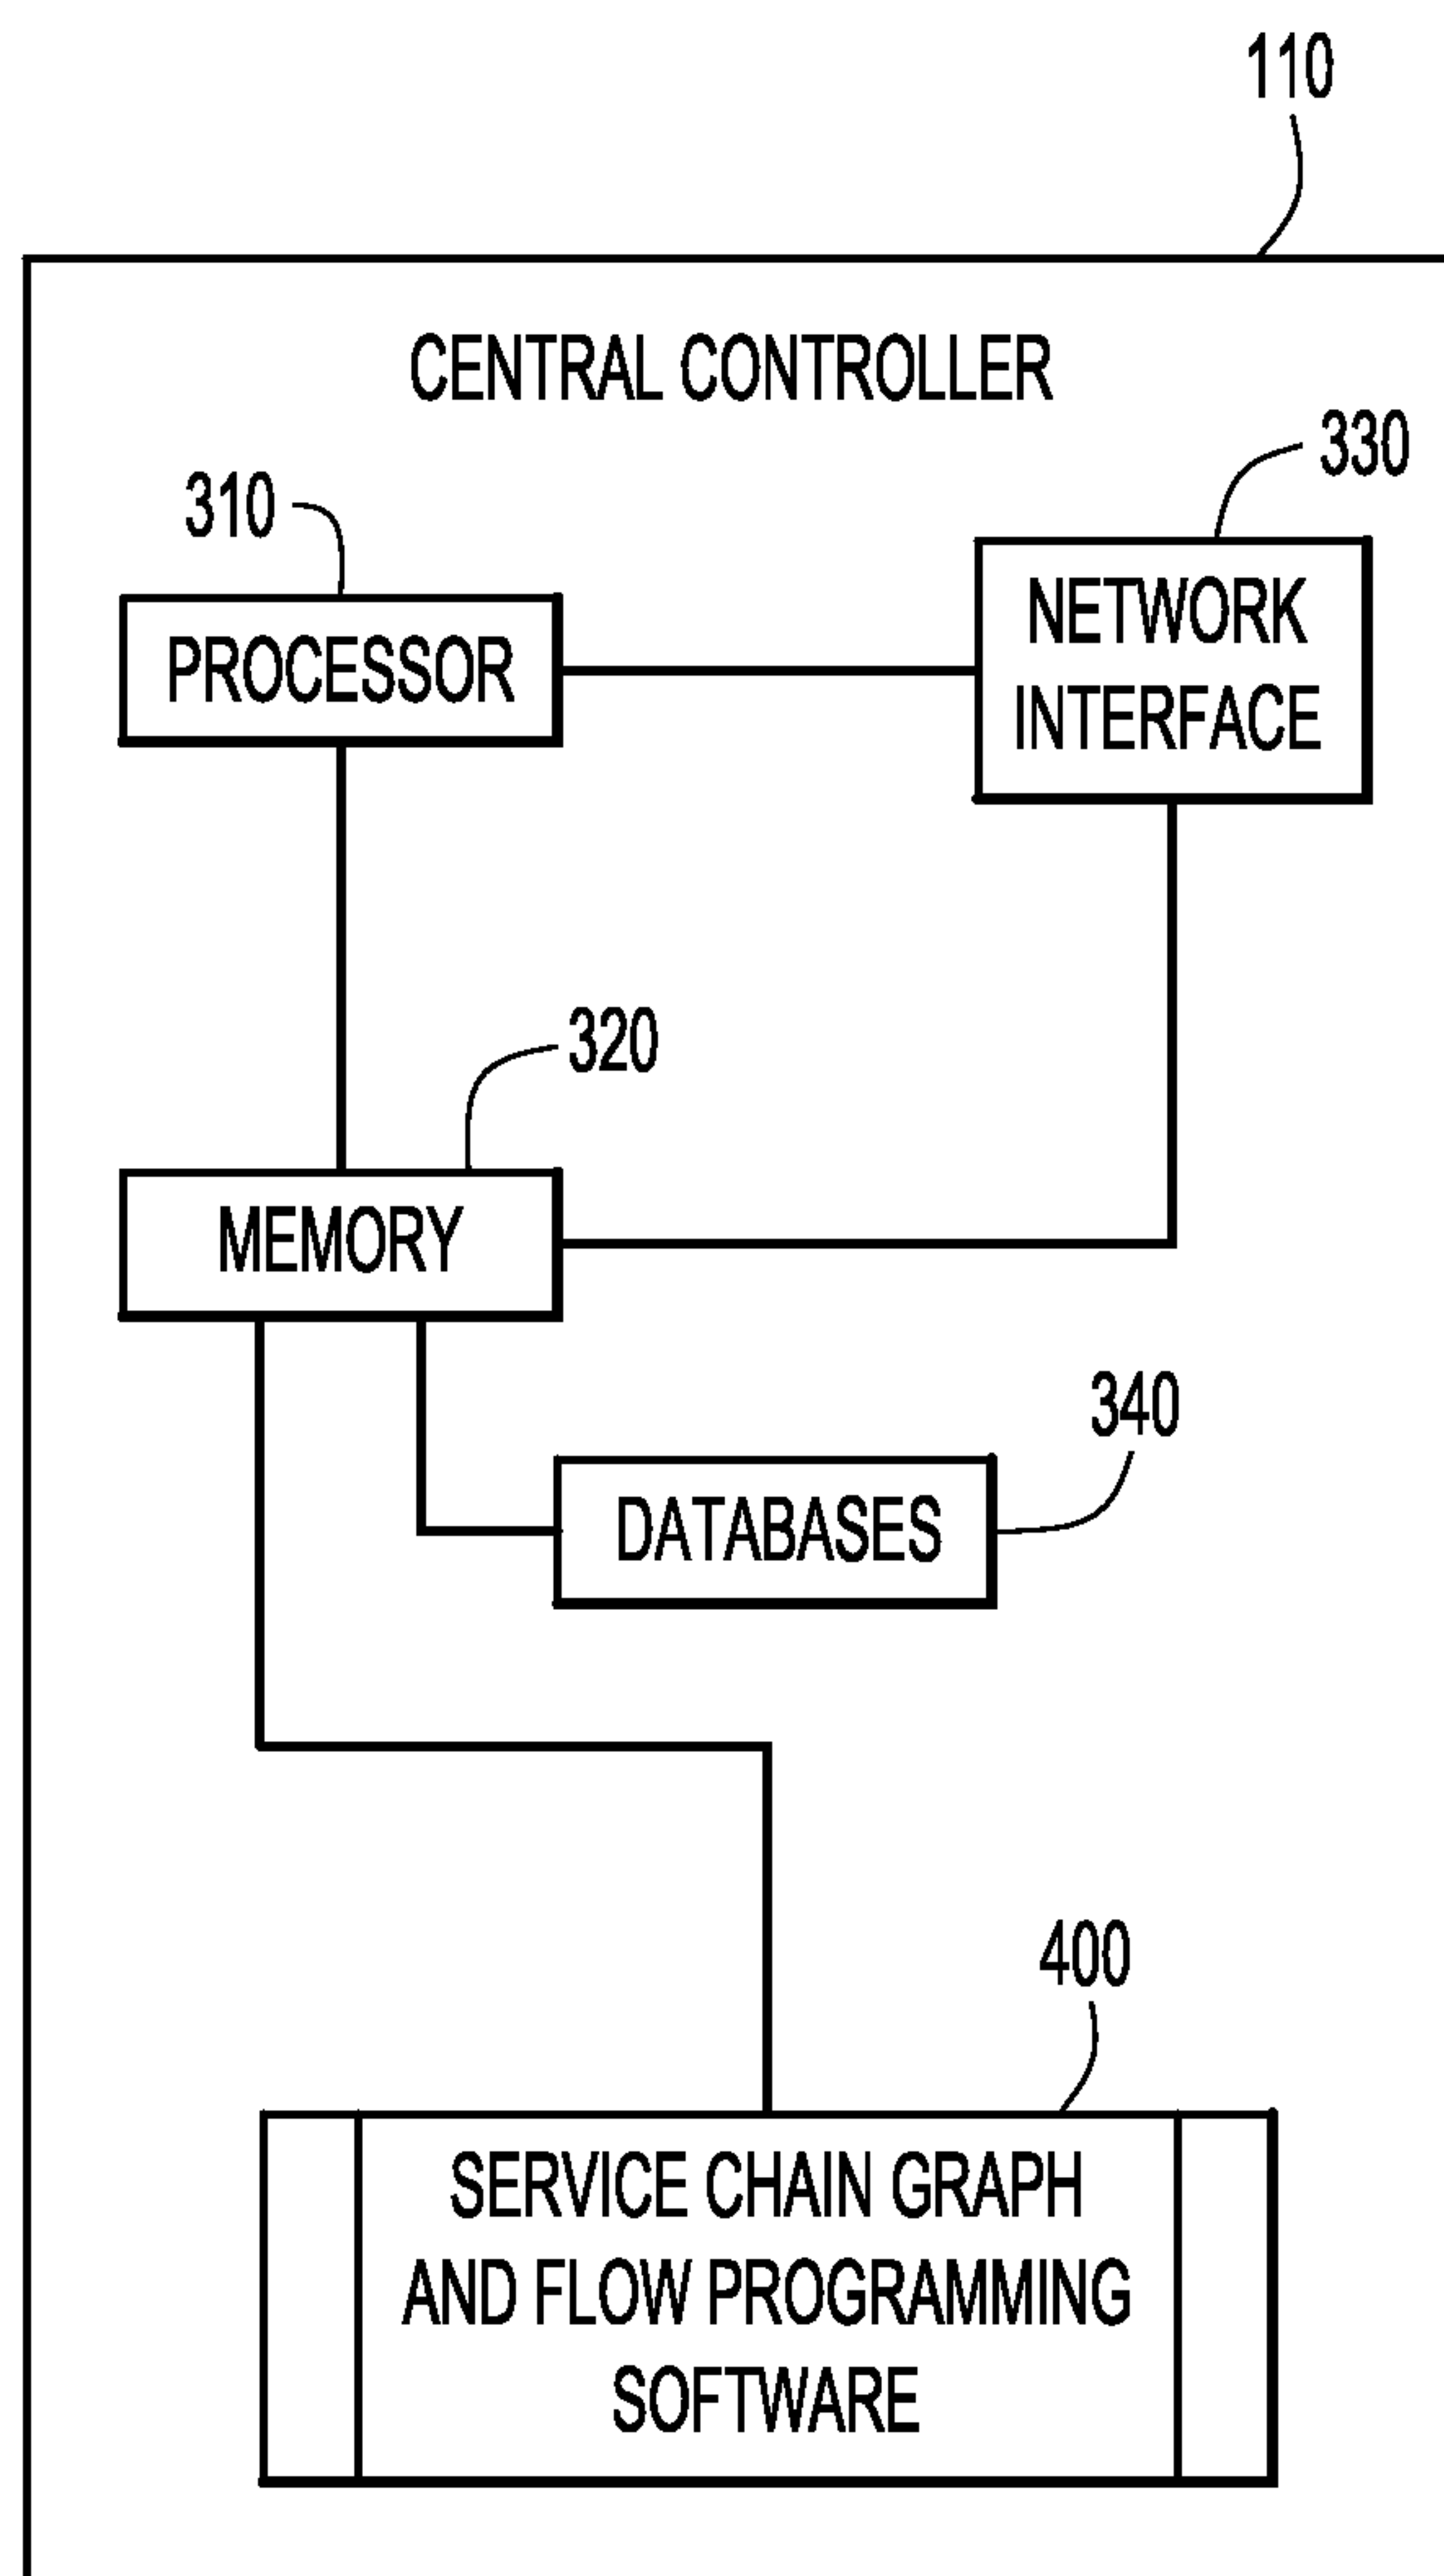 110
CENTRAL CONTROLLER
330
310
NETWORK
INTERFACE
PROCESSOR
320
MEMORY
340
DATABASES
400
SERVICE CHAIN GRAPH
AND FLOW PROGRAMMING
SOFTWARE